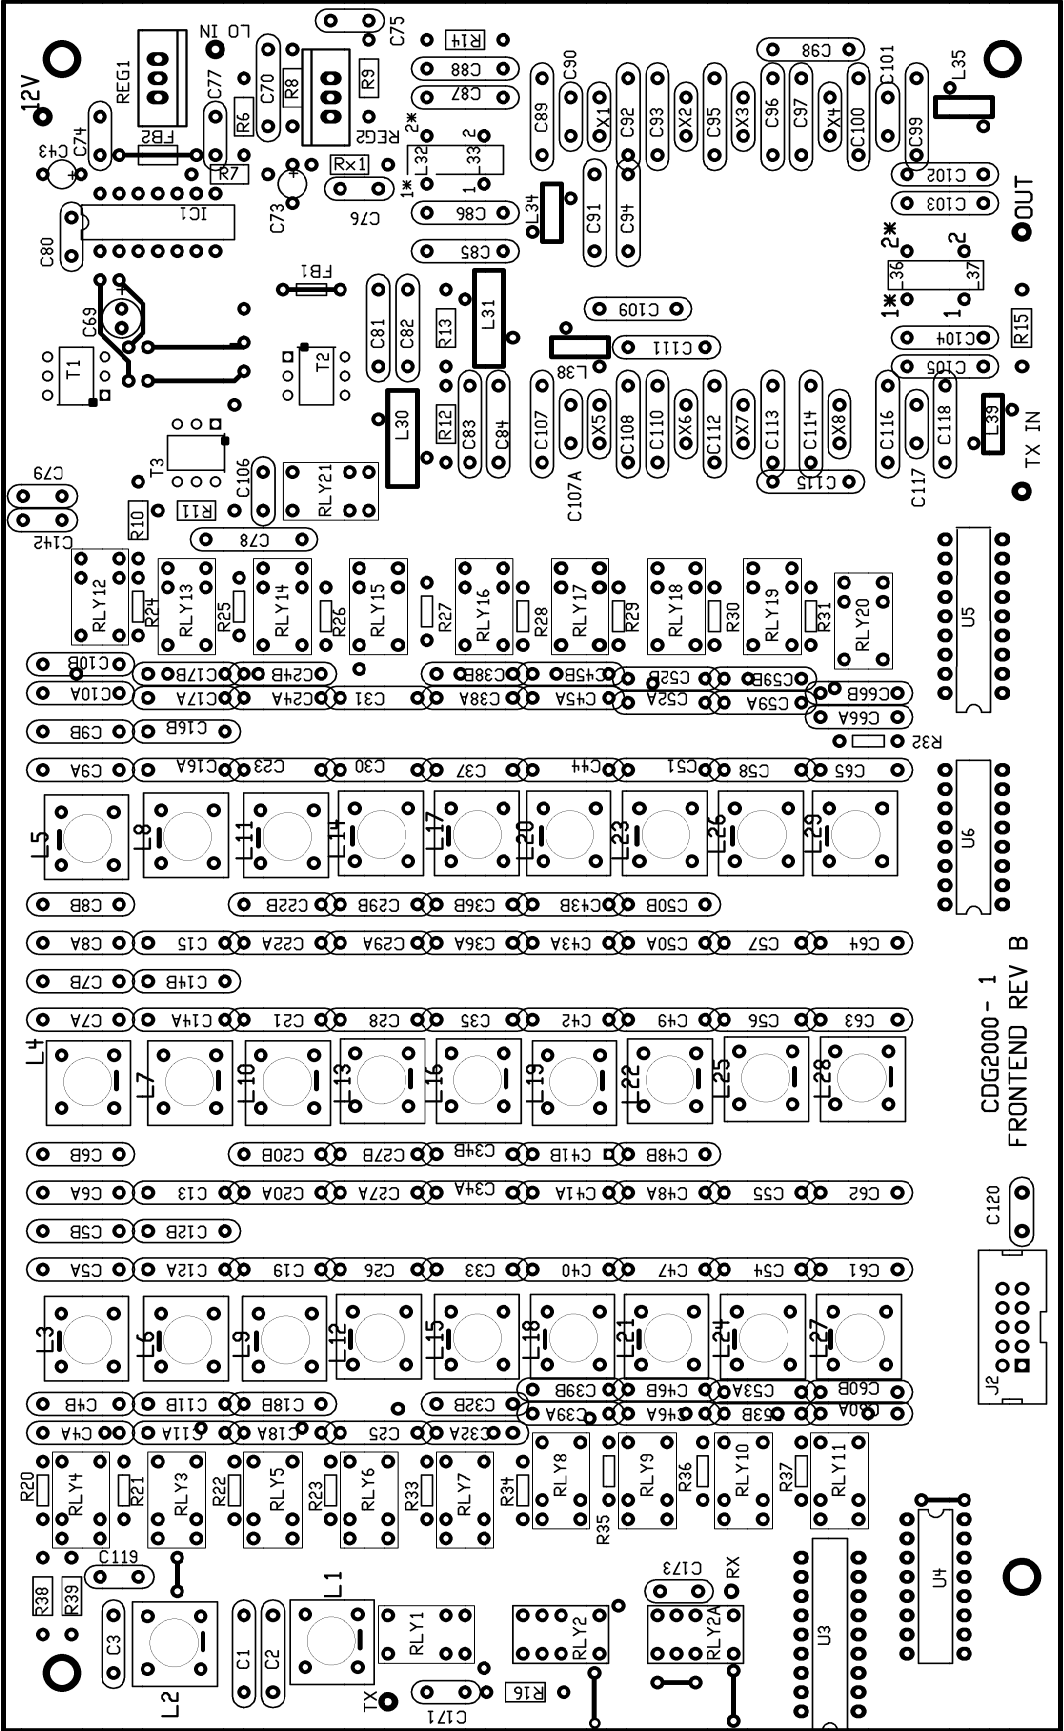 C75
LO IN
REG1
12V
C77
C70
R8
R9
R14
C88
C87
C90
C98
C101
L35
C74
C43
FB2
R6
R7
REG2
Rx1
C73
C76
2*
2
L32
L33
1*
1
C86
C85
C89
X1
C92
C93
X2
C95
X3
C96
C97
X4
C100
C99
C102
C103
OUT
L34
C91
C94
IC1
C80
2*
2
L36
L37
1*
1
C104
C105
R15
C69
FB1
C81
C82
R13
L31
C109
C111
L38
T1
T2
T3
L30
R12
C83
C84
C107
X5
C108
C110
X6
C112
X7
C113
C114
X8
C116
C118
L39
TX IN
C107A
C115
C117
C79
C142
R10
R11
C106
RLY21
C78
RLY12
R24
RLY13
R25
RLY14
R26
RLY15
R27
RLY16
R28
RLY17
R29
RLY18
R30
RLY19
R31
RLY20
U5
C10B
C17B
C24B
C38B
C45B
C52B
C59B
C66B
C10A
C17A
C24A
C31
C38A
C45A
C52A
C59A
C66A
C9B
C16B
R32
C9A
C16A
C23
C30
C37
C44
C51
C58
C65
L5
L8
L11
L14
L17
L20
L23
L26
L29
U6
C8B
C22B
C29B
C36B
C43B
C50B
C8A
C15
C22A
C29A
C36A
C43A
C50A
C57
C64
C7B
C14B
C7A
C14A
C21
C28
C35
C42
C49
C56
C63
CDG2000- 1
FRONTEND REV B
L4
L7
L10
L13
L16
L19
L22
L25
L28
C6B
C20B
C27B
C34B
C41B
C48B
C6A
C13
C20A
C27A
C34A
C41A
C48A
C55
C62
C120
C5B
C12B
C5A
C12A
C19
C26
C33
C40
C47
C54
C61
L3
L6
L9
L12
L15
L18
L21
L24
L27
J2
C4B
C11B
C18B
C32B
C39B
C46B
C53A
C60B
C4A
C11A
C18A
C25
C32A
C39A
C46A
C53B
C60A
R20
RLY4
R21
RLY3
R22
RLY5
R23
RLY6
R33
RLY7
R34
RLY8
R35
RLY9
R36
RLY10
R37
RLY11
R38
R39
C119
C3
L2
C1
C2
L1
RLY1
TX
C171
R16
RLY2
C173
RX
RLY2A
U3
U4